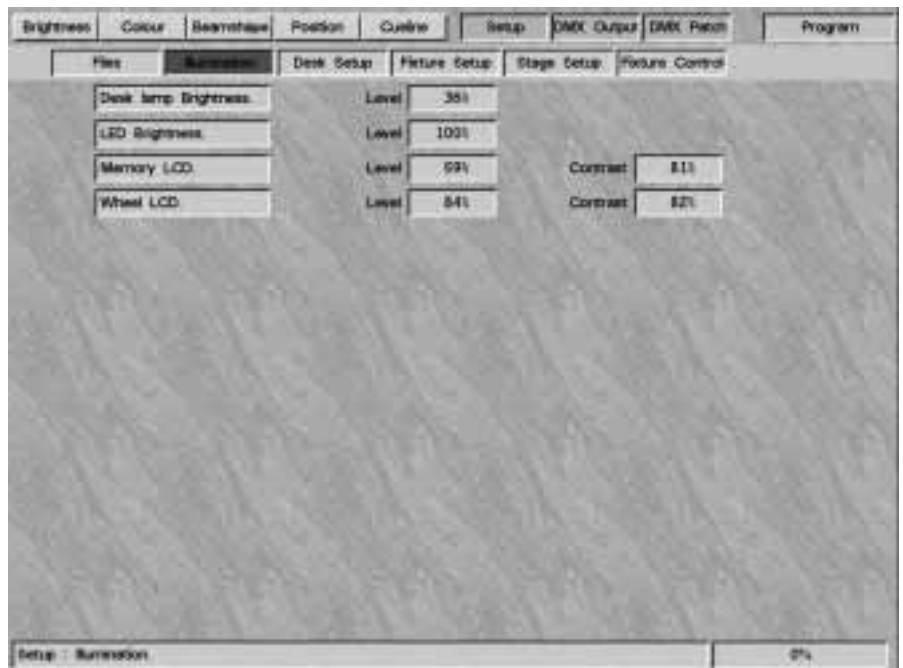 Brightness Colour Beamshape Position Cueline Setup DMX Output DMX Patch Program
Files Illumination Desk Setup Fixture Setup Stage Setup Fixture Control
Desk lamp Brightness. Level 36%
LED Brightness. Level 100%
Memory LCD. Level 69% Contrast 81%
Wheel LCD. Level 84% Contrast 82%
Setup : Illumination 0%